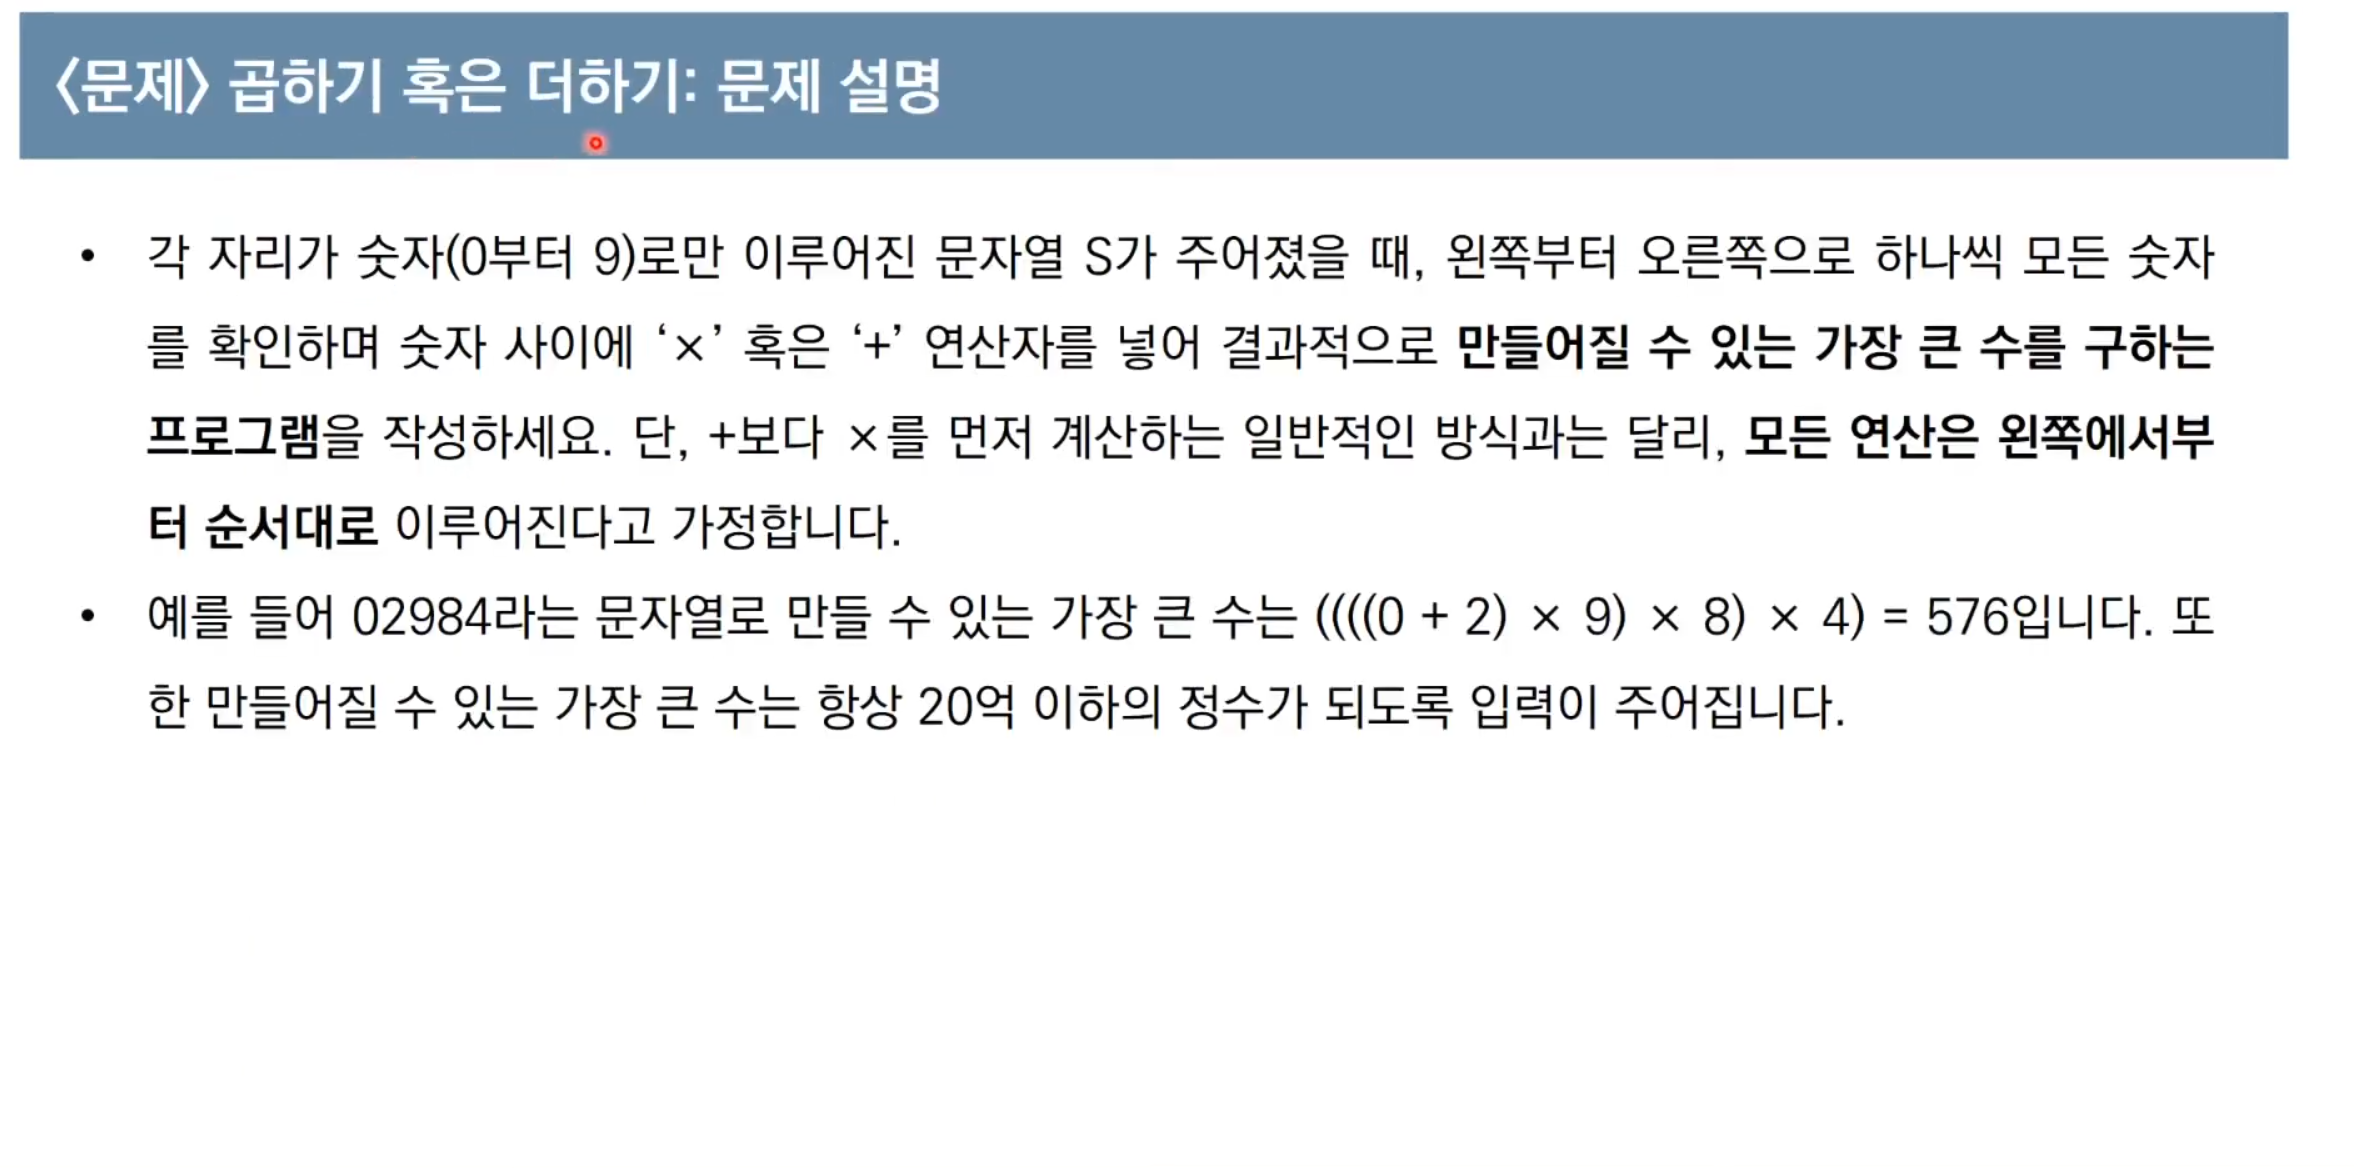 <문제> 곱하기 혹은 더하기: 문제 설명
• 각 자리가 숫자(0부터 9)로만 이루어진 문자열 S가 주어졌을 때, 왼쪽부터 오른쪽으로 하나씩 모든 숫자
를 확인하며 숫자 사이에 ‘×’ 혹은 ‘+’ 연산자를 넣어 결과적으로 만들어질 수 있는 가장 큰 수를 구하는
프로그램을 작성하세요. 단, +보다 ×를 먼저 계산하는 일반적인 방식과는 달리, 모든 연산은 왼쪽에서부
터 순서대로 이루어진다고 가정합니다.
• 예를 들어 02984라는 문자열로 만들 수 있는 가장 큰 수는 ((((0 + 2) × 9) × 8) × 4) = 576입니다. 또
한 만들어질 수 있는 가장 큰 수는 항상 20억 이하의 정수가 되도록 입력이 주어집니다.